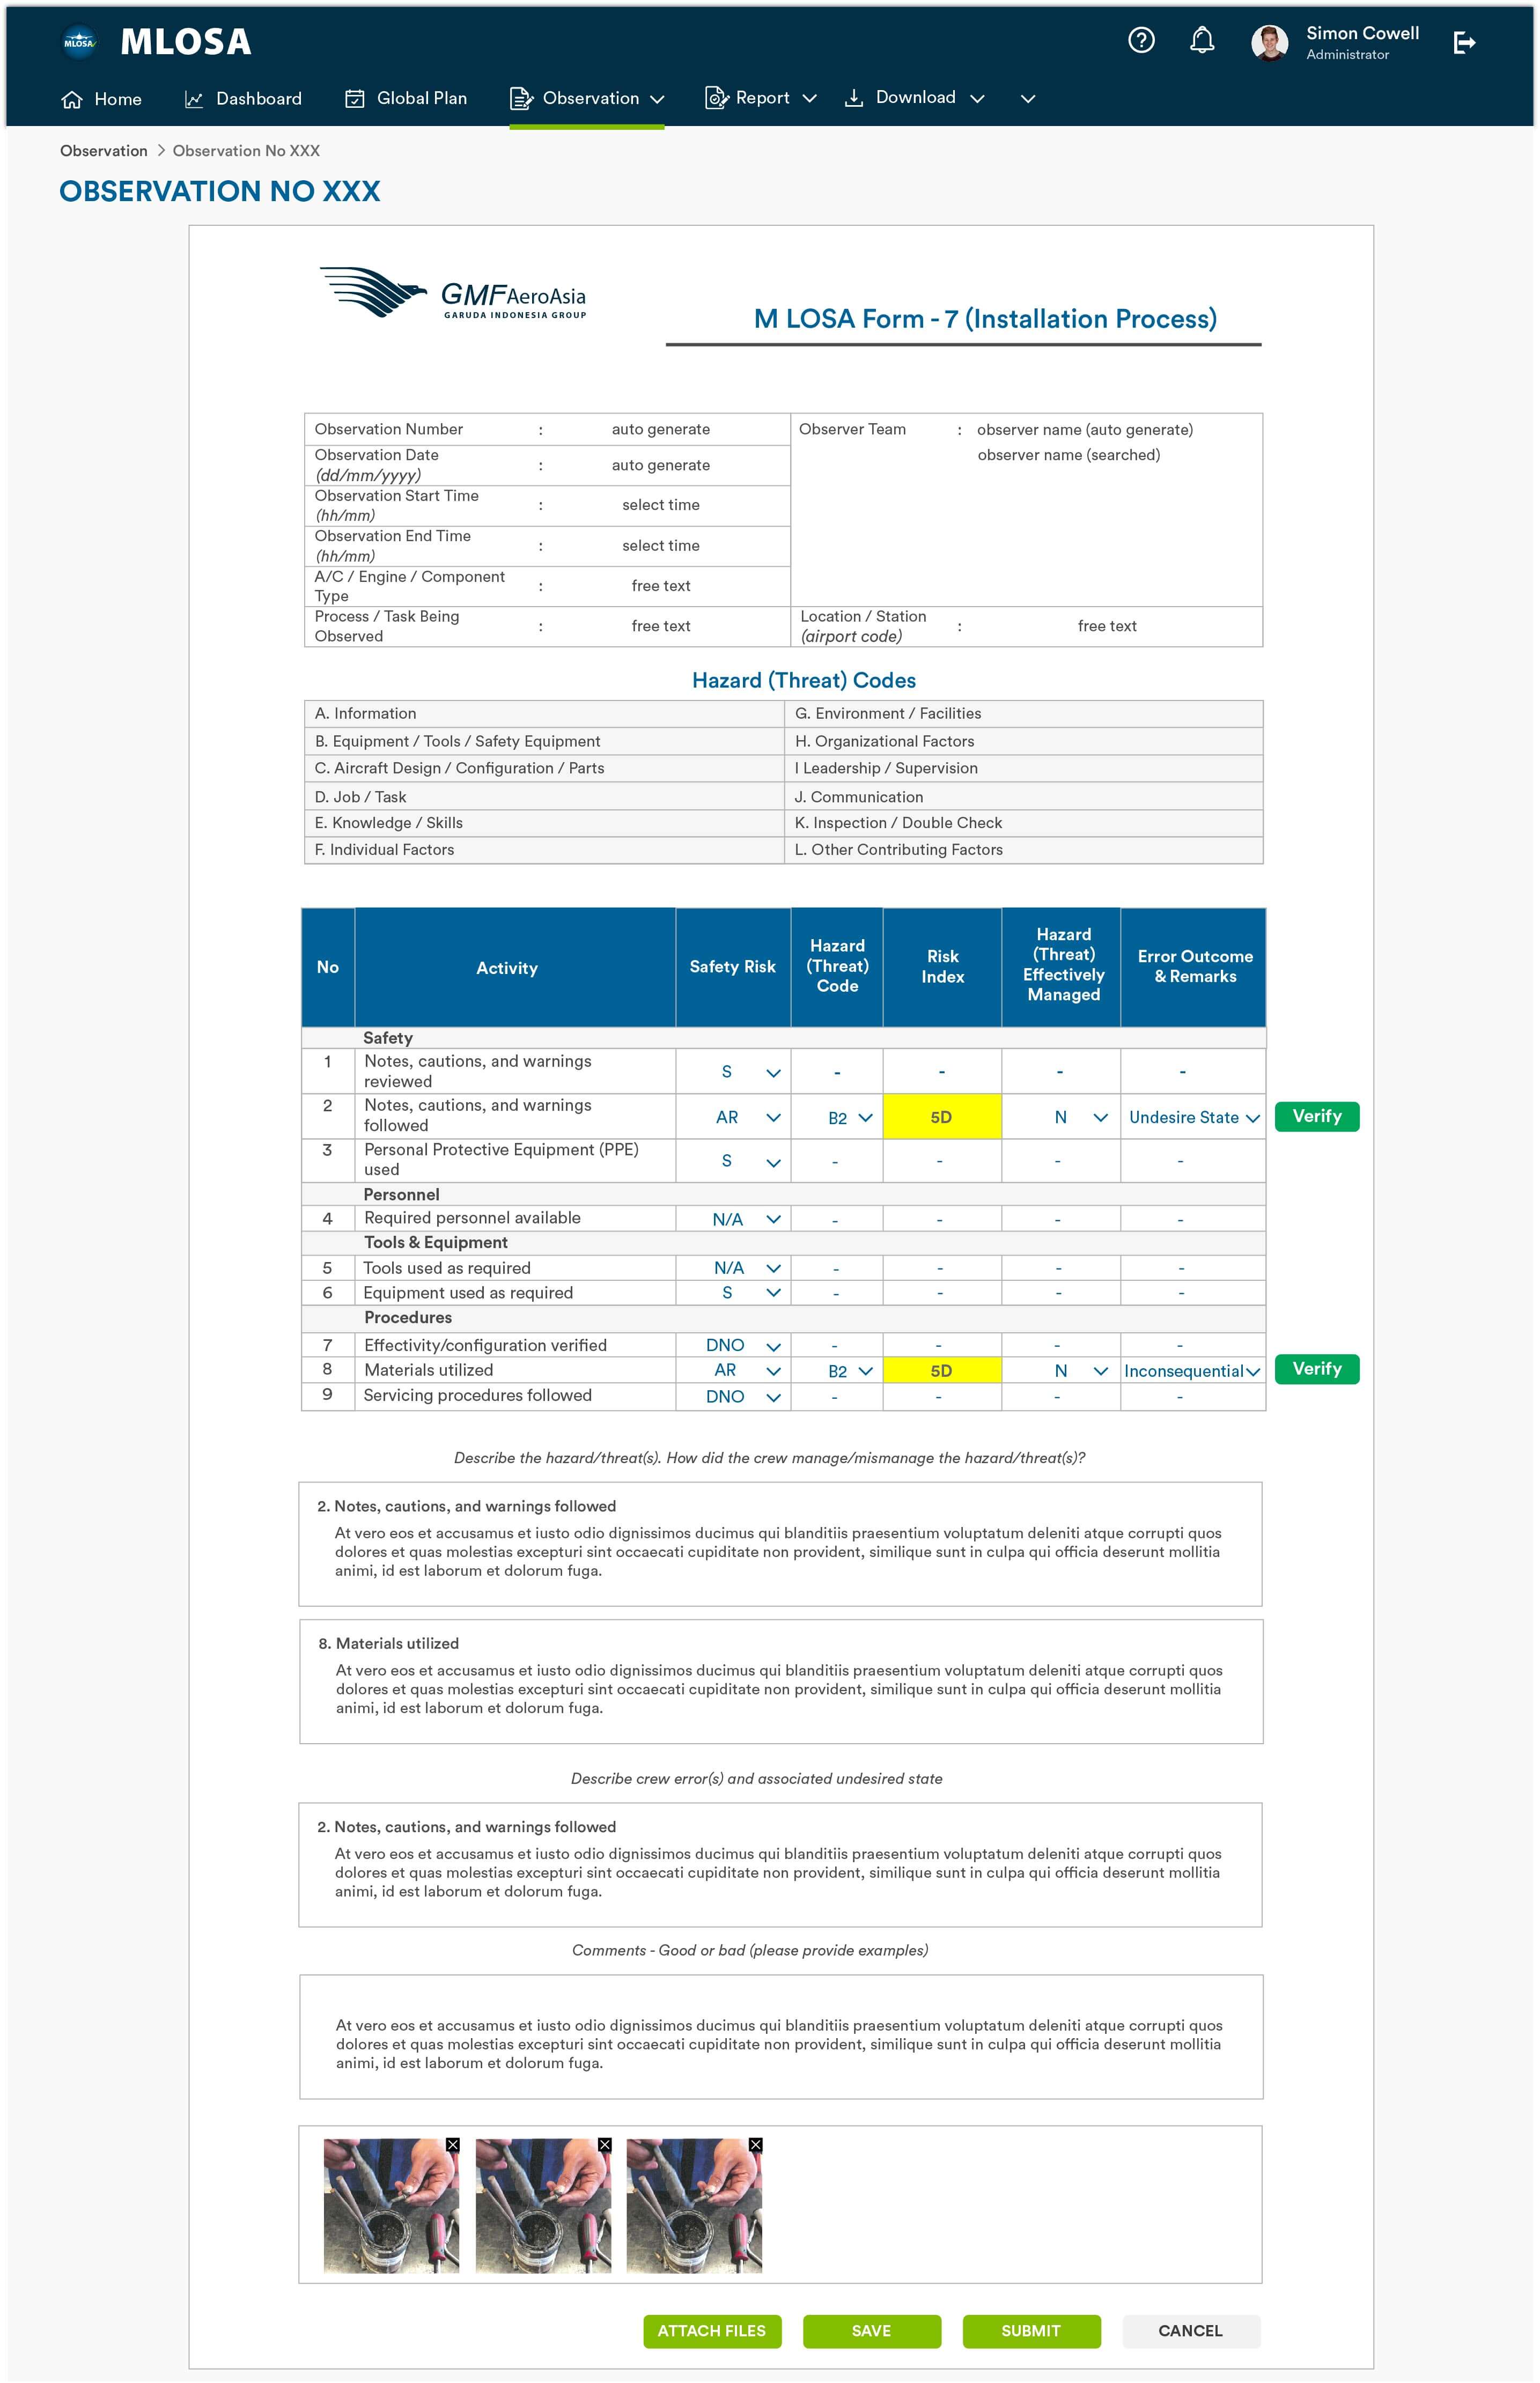 MLOSA
MLOSA
Simon Cowell
Administrator
Home
Dashboard
Global Plan
Observation
Report
Download
Observation > Observation No XXX
OBSERVATION NO XXX
GMF AeroAsia
GARUDA INDONESIA GROUP
M LOSA Form - 7 (Installation Process)
Observation Number : auto generate
Observer Team : observer name (auto generate)
observer name (searched)
Observation Date
(dd/mm/yyyy) : auto generate
Observation Start Time
(hh/mm) : select time
Observation End Time
(hh/mm) : select time
A/C / Engine / Component
Type : free text
Process / Task Being
Observed : free text
Location / Station
(airport code) : free text
Hazard (Threat) Codes
A. Information
G. Environment / Facilities
B. Equipment / Tools / Safety Equipment
H. Organizational Factors
C. Aircraft Design / Configuration / Parts
I Leadership / Supervision
D. Job / Task
J. Communication
E. Knowledge / Skills
K. Inspection / Double Check
F. Individual Factors
L. Other Contributing Factors
No
Activity
Safety Risk
Hazard
(Threat)
Code
Risk
Index
Hazard
(Threat)
Effectively
Managed
Error Outcome
& Remarks
Safety
1 Notes, cautions, and warnings
reviewed S - - - -
2 Notes, cautions, and warnings
followed AR B2 5D N Undesire State Verify
3 Personal Protective Equipment (PPE)
used S - - - -
Personnel
4 Required personnel available N/A - - - -
Tools & Equipment
5 Tools used as required N/A - - - -
6 Equipment used as required S - - - -
Procedures
7 Effectivity/configuration verified DNO - - - -
8 Materials utilized AR B2 5D N Inconsequential Verify
9 Servicing procedures followed DNO - - - -
Describe the hazard/threat(s). How did the crew manage/mismanage the hazard/threat(s)?
2. Notes, cautions, and warnings followed
At vero eos et accusamus et iusto odio dignissimos ducimus qui blanditiis praesentium voluptatum deleniti atque corrupti quos
dolores et quas molestias excepturi sint occaecati cupiditate non provident, similique sunt in culpa qui officia deserunt mollitia
animi, id est laborum et dolorum fuga.
8. Materials utilized
At vero eos et accusamus et iusto odio dignissimos ducimus qui blanditiis praesentium voluptatum deleniti atque corrupti quos
dolores et quas molestias excepturi sint occaecati cupiditate non provident, similique sunt in culpa qui officia deserunt mollitia
animi, id est laborum et dolorum fuga.
Describe crew error(s) and associated undesired state
2. Notes, cautions, and warnings followed
At vero eos et accusamus et iusto odio dignissimos ducimus qui blanditiis praesentium voluptatum deleniti atque corrupti quos
dolores et quas molestias excepturi sint occaecati cupiditate non provident, similique sunt in culpa qui officia deserunt mollitia
animi, id est laborum et dolorum fuga.
Comments - Good or bad (please provide examples)
At vero eos et accusamus et iusto odio dignissimos ducimus qui blanditiis praesentium voluptatum deleniti atque corrupti quos
dolores et quas molestias excepturi sint occaecati cupiditate non provident, similique sunt in culpa qui officia deserunt mollitia
animi, id est laborum et dolorum fuga.
ATTACH FILES
SAVE
SUBMIT
CANCEL